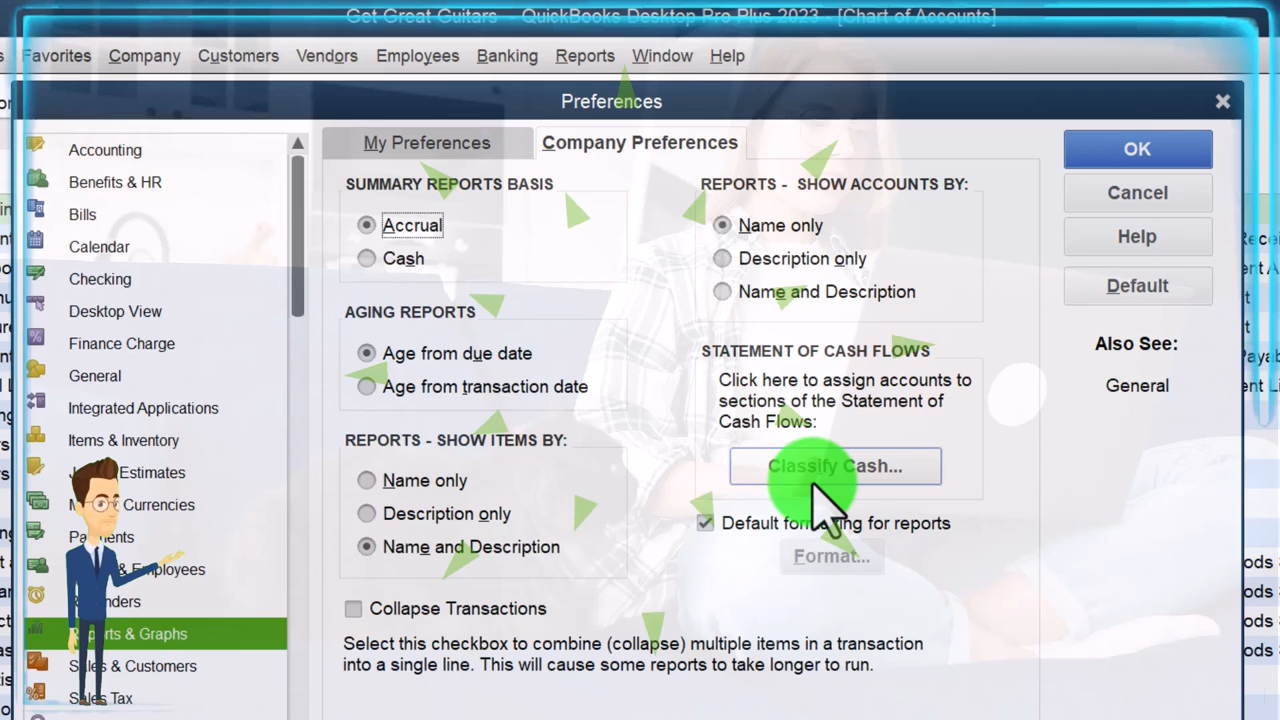 Get Great Guitars - QuickBooks Desktop Pro Plus 2023 - [Chart of Accounts]
Favorites Company Customers Vendors Employees Banking Reports Window Help
Preferences
Accounting
Benefits & HR
Bills
Calendar
Checking
Desktop View
Finance Charge
General
Integrated Applications
Items & Inventory
Estimates
Currencies
& Employees
& Graphs
Sales & Customers
Sales Tax
My Preferences
Company Preferences
SUMMARY REPORTS BASIS
Accrual
Cash
AGING REPORTS
Age from due date
Age from transaction date
REPORTS - SHOW ITEMS BY:
Name only
Description only
Name and Description
Collapse Transactions
Select this checkbox to combine (collapse) multiple items in a transaction
into a single line. This will cause some reports to take longer to run.
REPORTS - SHOW ACCOUNTS BY:
Name only
Description only
Name and Description
STATEMENT OF CASH FLOWS
Click here to assign accounts to
sections of the Statement of
Cash Flows:
Classify Cash...
Default formatting for reports
Format...
OK
Cancel
Help
Default
Also See:
General